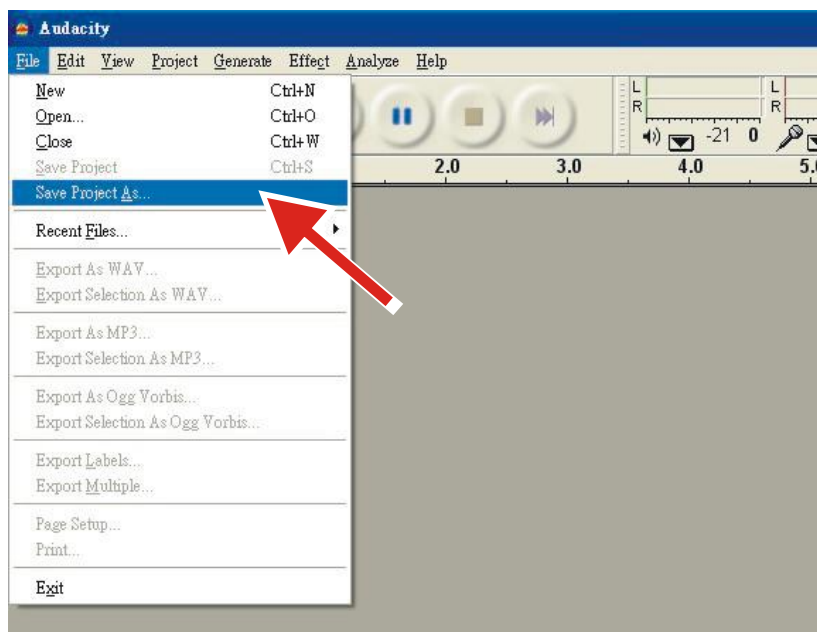 Audacity
File Edit View Project Generate Effect Analyze Help
New Ctrl+N
Open... Ctrl+O
Close Ctrl+W
Save Project Ctrl+S
Save Project As...
Recent Files...
Export As WAV...
Export Selection As WAV...
Export As MP3...
Export Selection As MP3...
Export As Ogg Vorbis...
Export Selection As Ogg Vorbis...
Export Labels...
Export Multiple...
Page Setup...
Print...
Exit
L L
R R
-21 0
2.0 3.0 4.0 5.